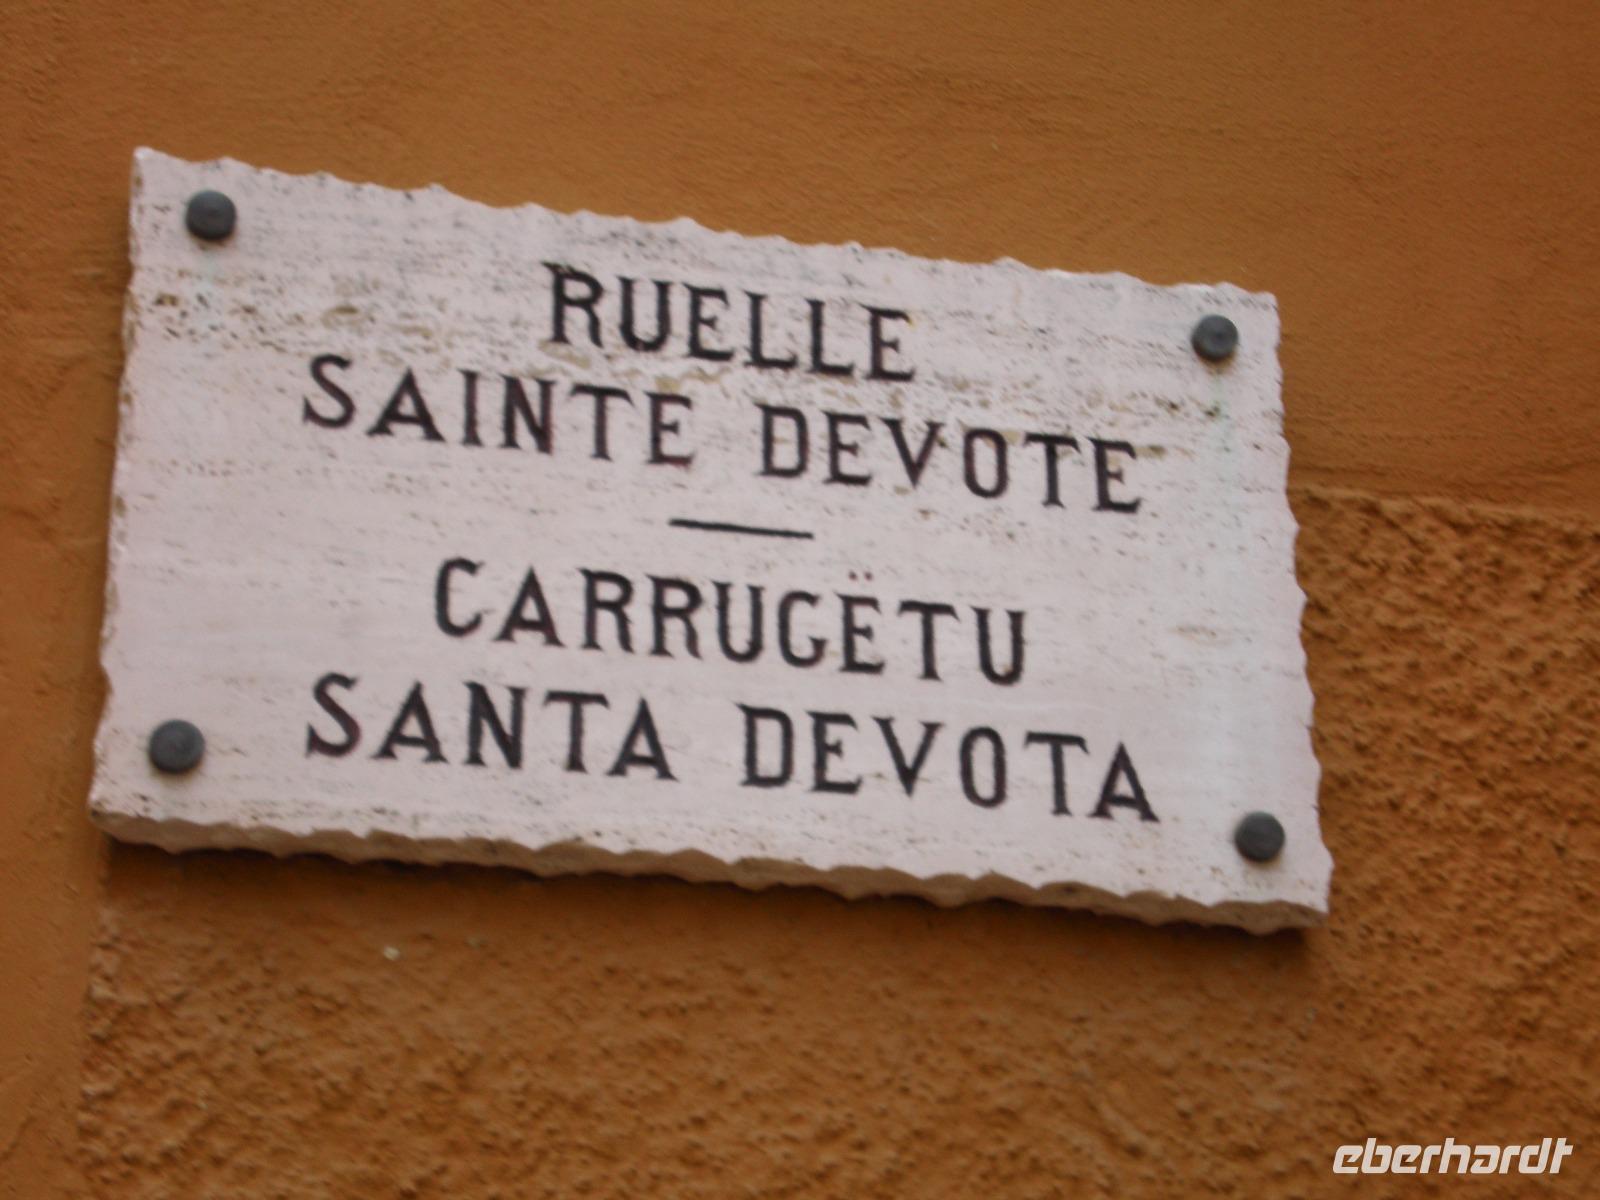 RUELLE
SAINTE DEVOTE
—
CARRUGËTU
SANTA DEVOTA
eberhardt